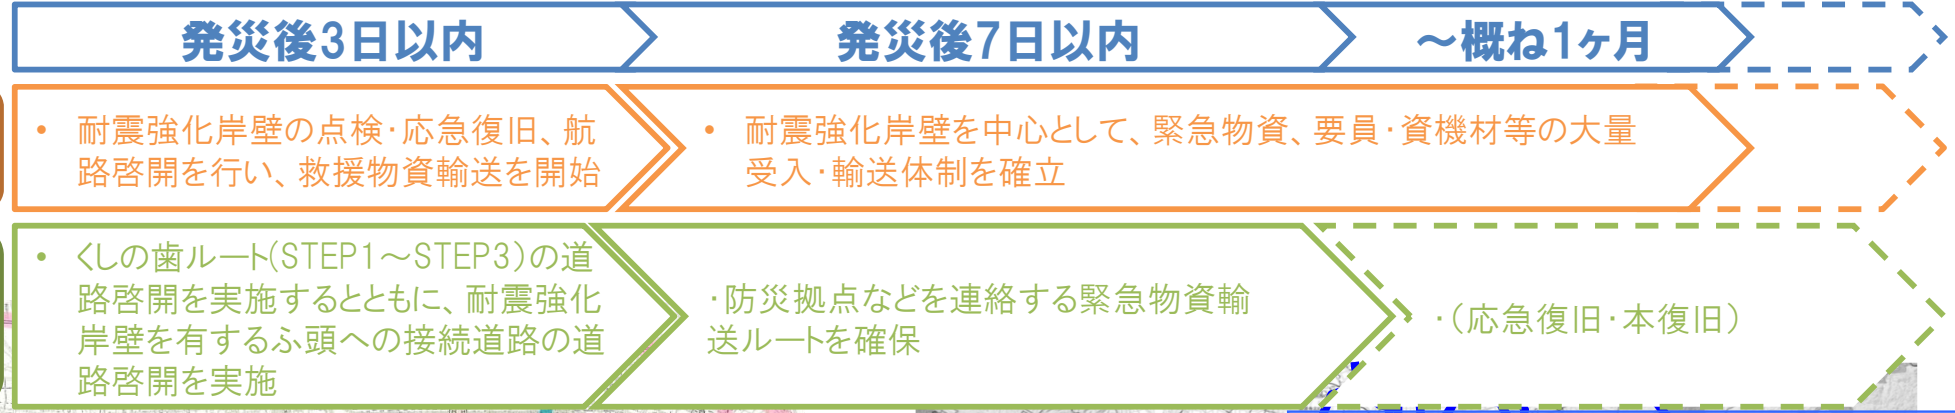 発災後3日以内
発災後7日以内
～概ね1ヶ月
• 耐震強化岸壁の点検・応急復旧、航
路啓開を行い、救援物資輸送を開始
• 耐震強化岸壁を中心として、緊急物資、要員・資機材等の大量
受入・輸送体制を確立
• くしの歯ルート(STEP1～STEP3)の道
路啓開を実施するとともに、耐震強化
岸壁を有するふ頭への接続道路の道
路啓開を実施
・防災拠点などを連絡する緊急物資輸
送ルートを確保
・(応急復旧・本復旧)